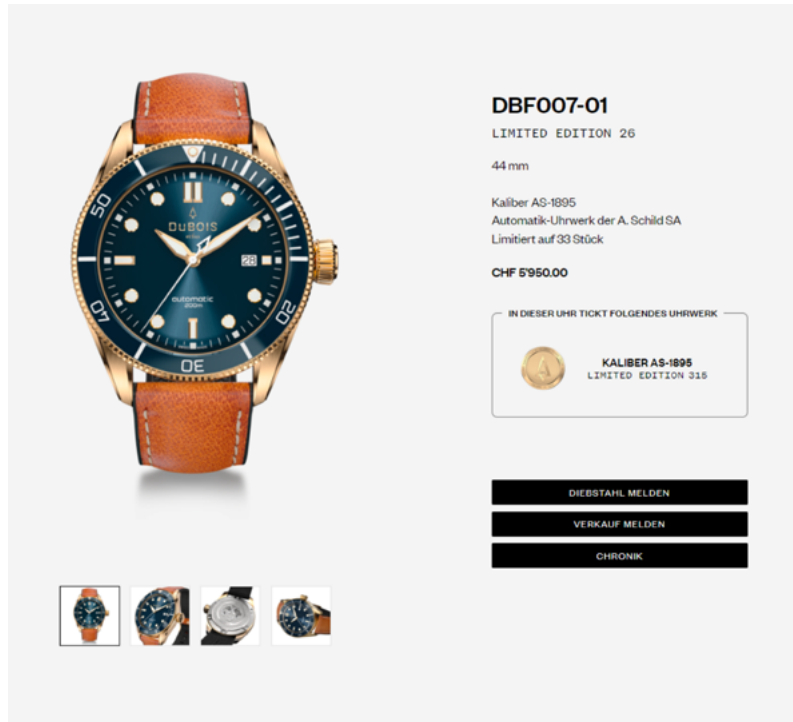 DBF007-01
LIMITED EDITION 26
44 mm
Kaliber AS-1895
Automatik-Uhrwerk der A. Schild SA
Limitiert auf 33 Stück
CHF 5'950.00
IN DIESER UHR TICKT FOLGENDES UHRWERK
A
KALIBER AS-1895
LIMITED EDITION 315
DIEBSTAHL MELDEN
VERKAUF MELDEN
CHRONIK
50
DUBOIS
28
automatic
200m
40
20
30